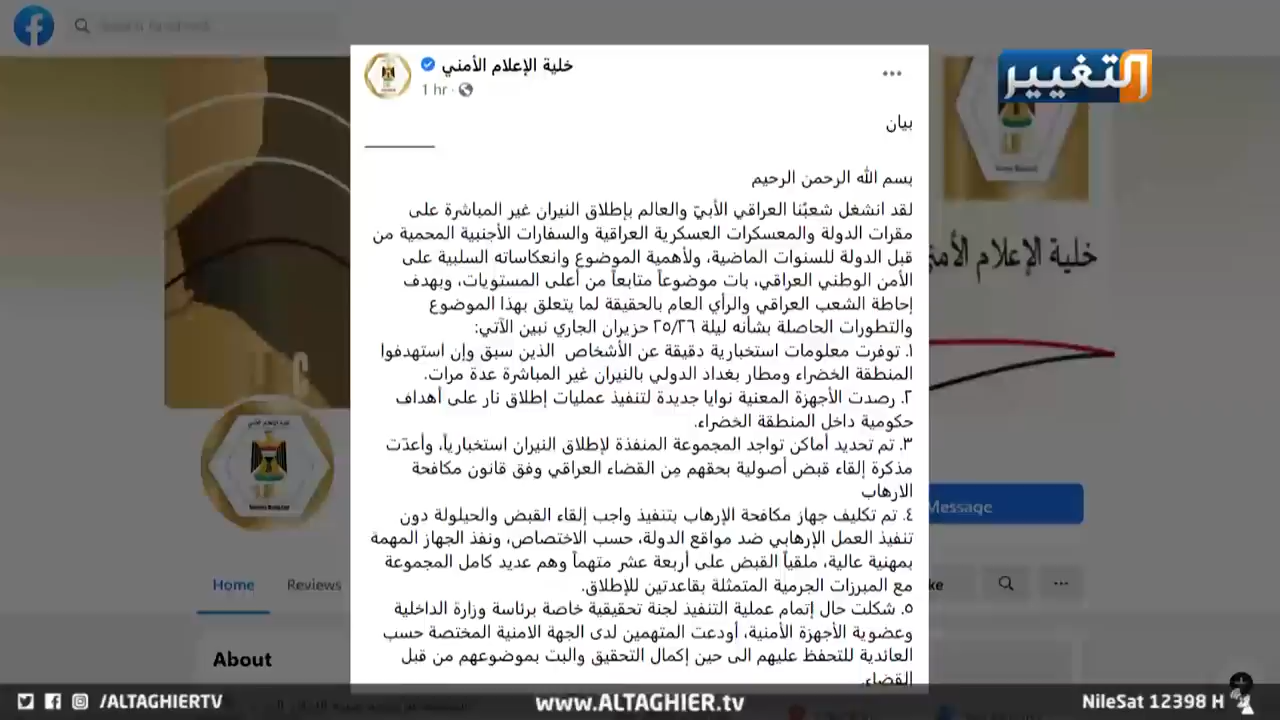 خلية الإعلام الأمني
1 hr ·
التغيير
بيان
بسم الله الرحمن الرحيم
لقد انشغل شعبُنا العراقي الأبيّ والعالم بإطلاق النيران غير المباشرة على
مقرات الدولة والمعسكرات العسكرية العراقية والسفارات الأجنبية المحمية من
قبل الدولة للسنوات الماضية، ولأهمية الموضوع وانعكاساته السلبية على
الأمن الوطني العراقي، بات موضوعاً متابعاً من أعلى المستويات، وبهدف
إحاطة الشعب العراقي والرأي العام بالحقيقة لما يتعلق بهذا الموضوع
والتطورات الحاصلة بشأنه ليلة ٢٥/٢٦ حزيران الجاري نبين الآتي:
١. توفرت معلومات استخبارية دقيقة عن الأشخاص الذين سبق وإن استهدفوا
المنطقة الخضراء ومطار بغداد الدولي بالنيران غير المباشرة عدة مرات.
٢. رصدت الأجهزة المعنية نوايا جديدة لتنفيذ عمليات إطلاق نار على أهداف
حكومية داخل المنطقة الخضراء.
٣. تم تحديد أماكن تواجد المجموعة المنفذة لإطلاق النيران استخبارياً، وأعدّت
مذكرة إلقاء قبض أصولية بحقهم مِن القضاء العراقي وفق قانون مكافحة
الارهاب
٤. تم تكليف جهاز مكافحة الإرهاب بتنفيذ واجب إلقاء القبض والحيلولة دون
تنفيذ العمل الإرهابي ضد مواقع الدولة، حسب الاختصاص، ونفذ الجهاز المهمة
بمهنية عالية، ملقياً القبض على أربعة عشر متهماً وهم عديد كامل المجموعة
مع المبرزات الجرمية المتمثلة بقاعدتين للإطلاق.
٥. شكلت حال إتمام عملية التنفيذ لجنة تحقيقية خاصة برئاسة وزارة الداخلية
وعضوية الأجهزة الأمنية، أودعت المتهمين لدى الجهة الامنية المختصة حسب
العائدية للتحفظ عليهم الى حين إكمال التحقيق والبت بموضوعهم من قبل
القضاء.
خلية الإعلام الأمني
Message
Home
Reviews
ke
About
/ALTAGHIERTV
www.ALTAGHIER.tv
NileSat 12398 H